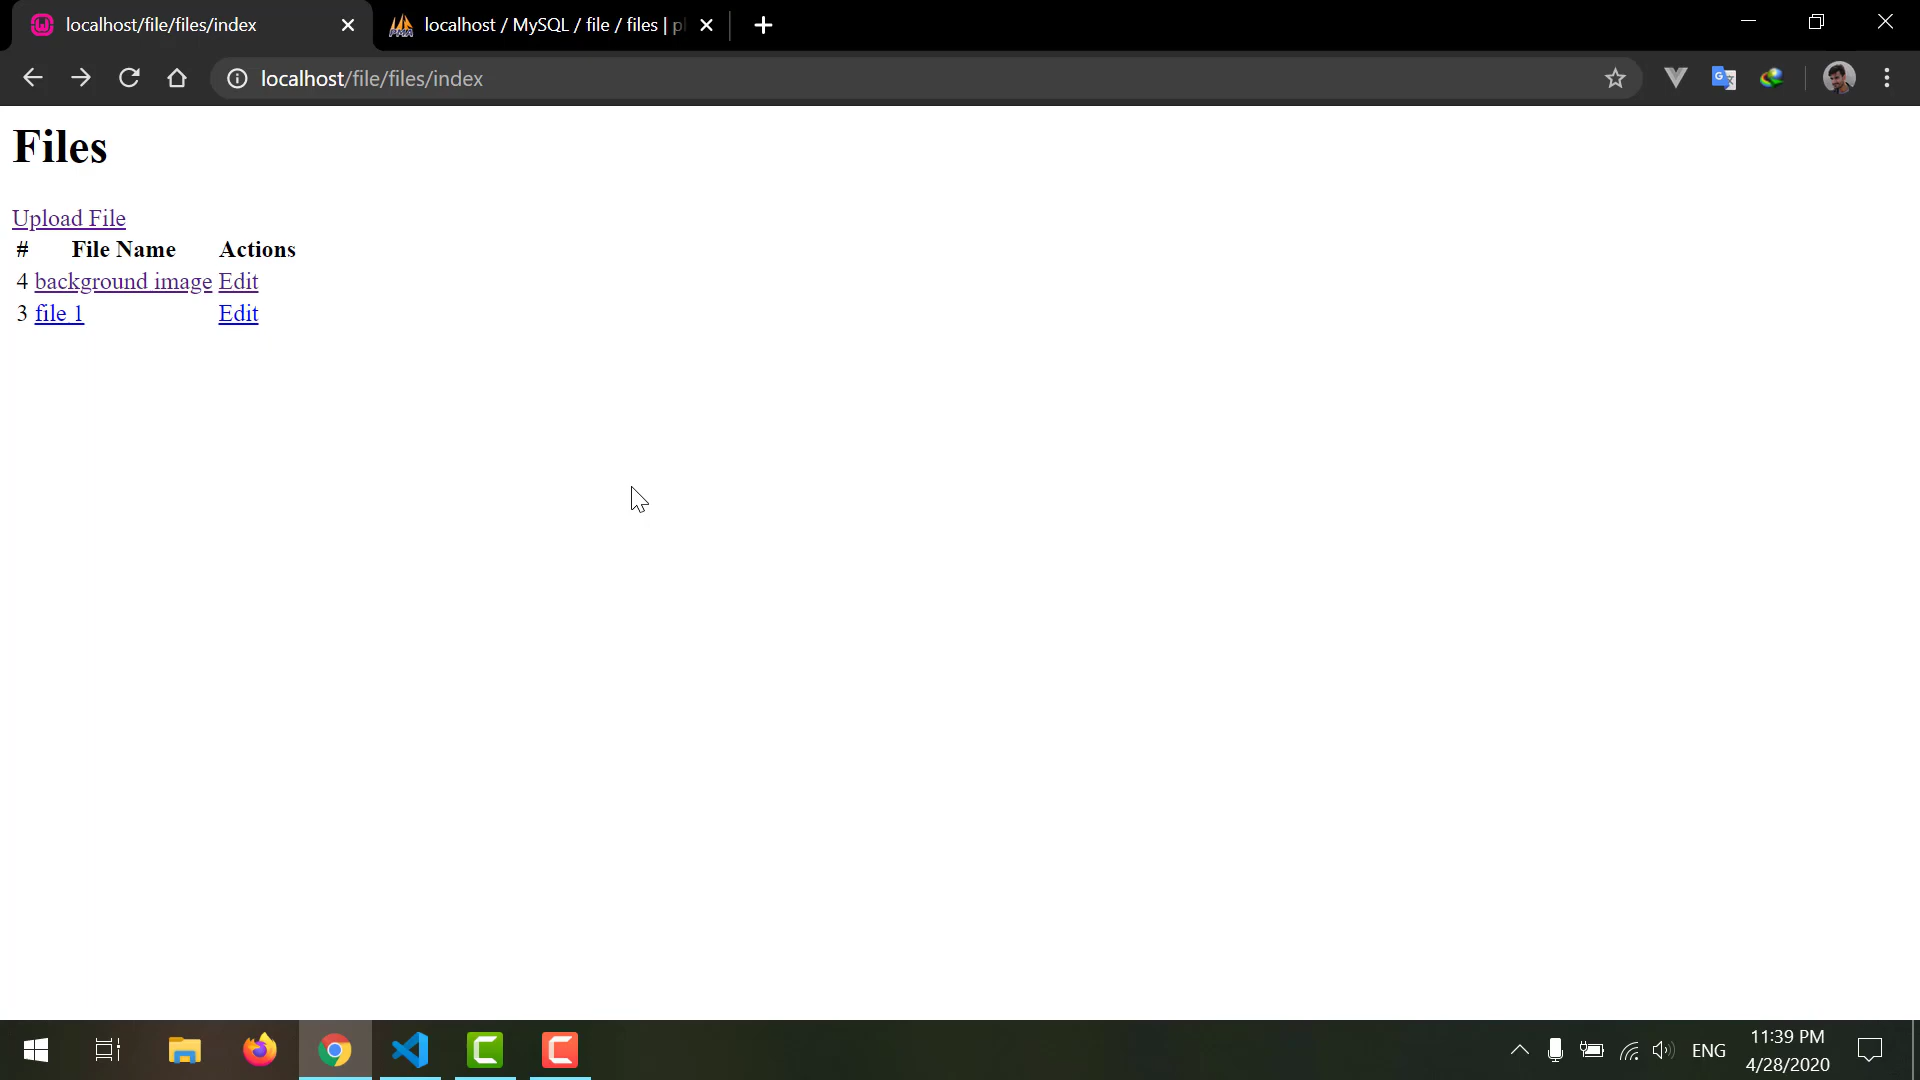 localhost/file/files/index
localhost / MySQL / file / files |
localhost/file/files/index
Files
Upload File
# File Name Actions
4 background image Edit
3 file 1 Edit
ENG
11:39 PM
4/28/2020